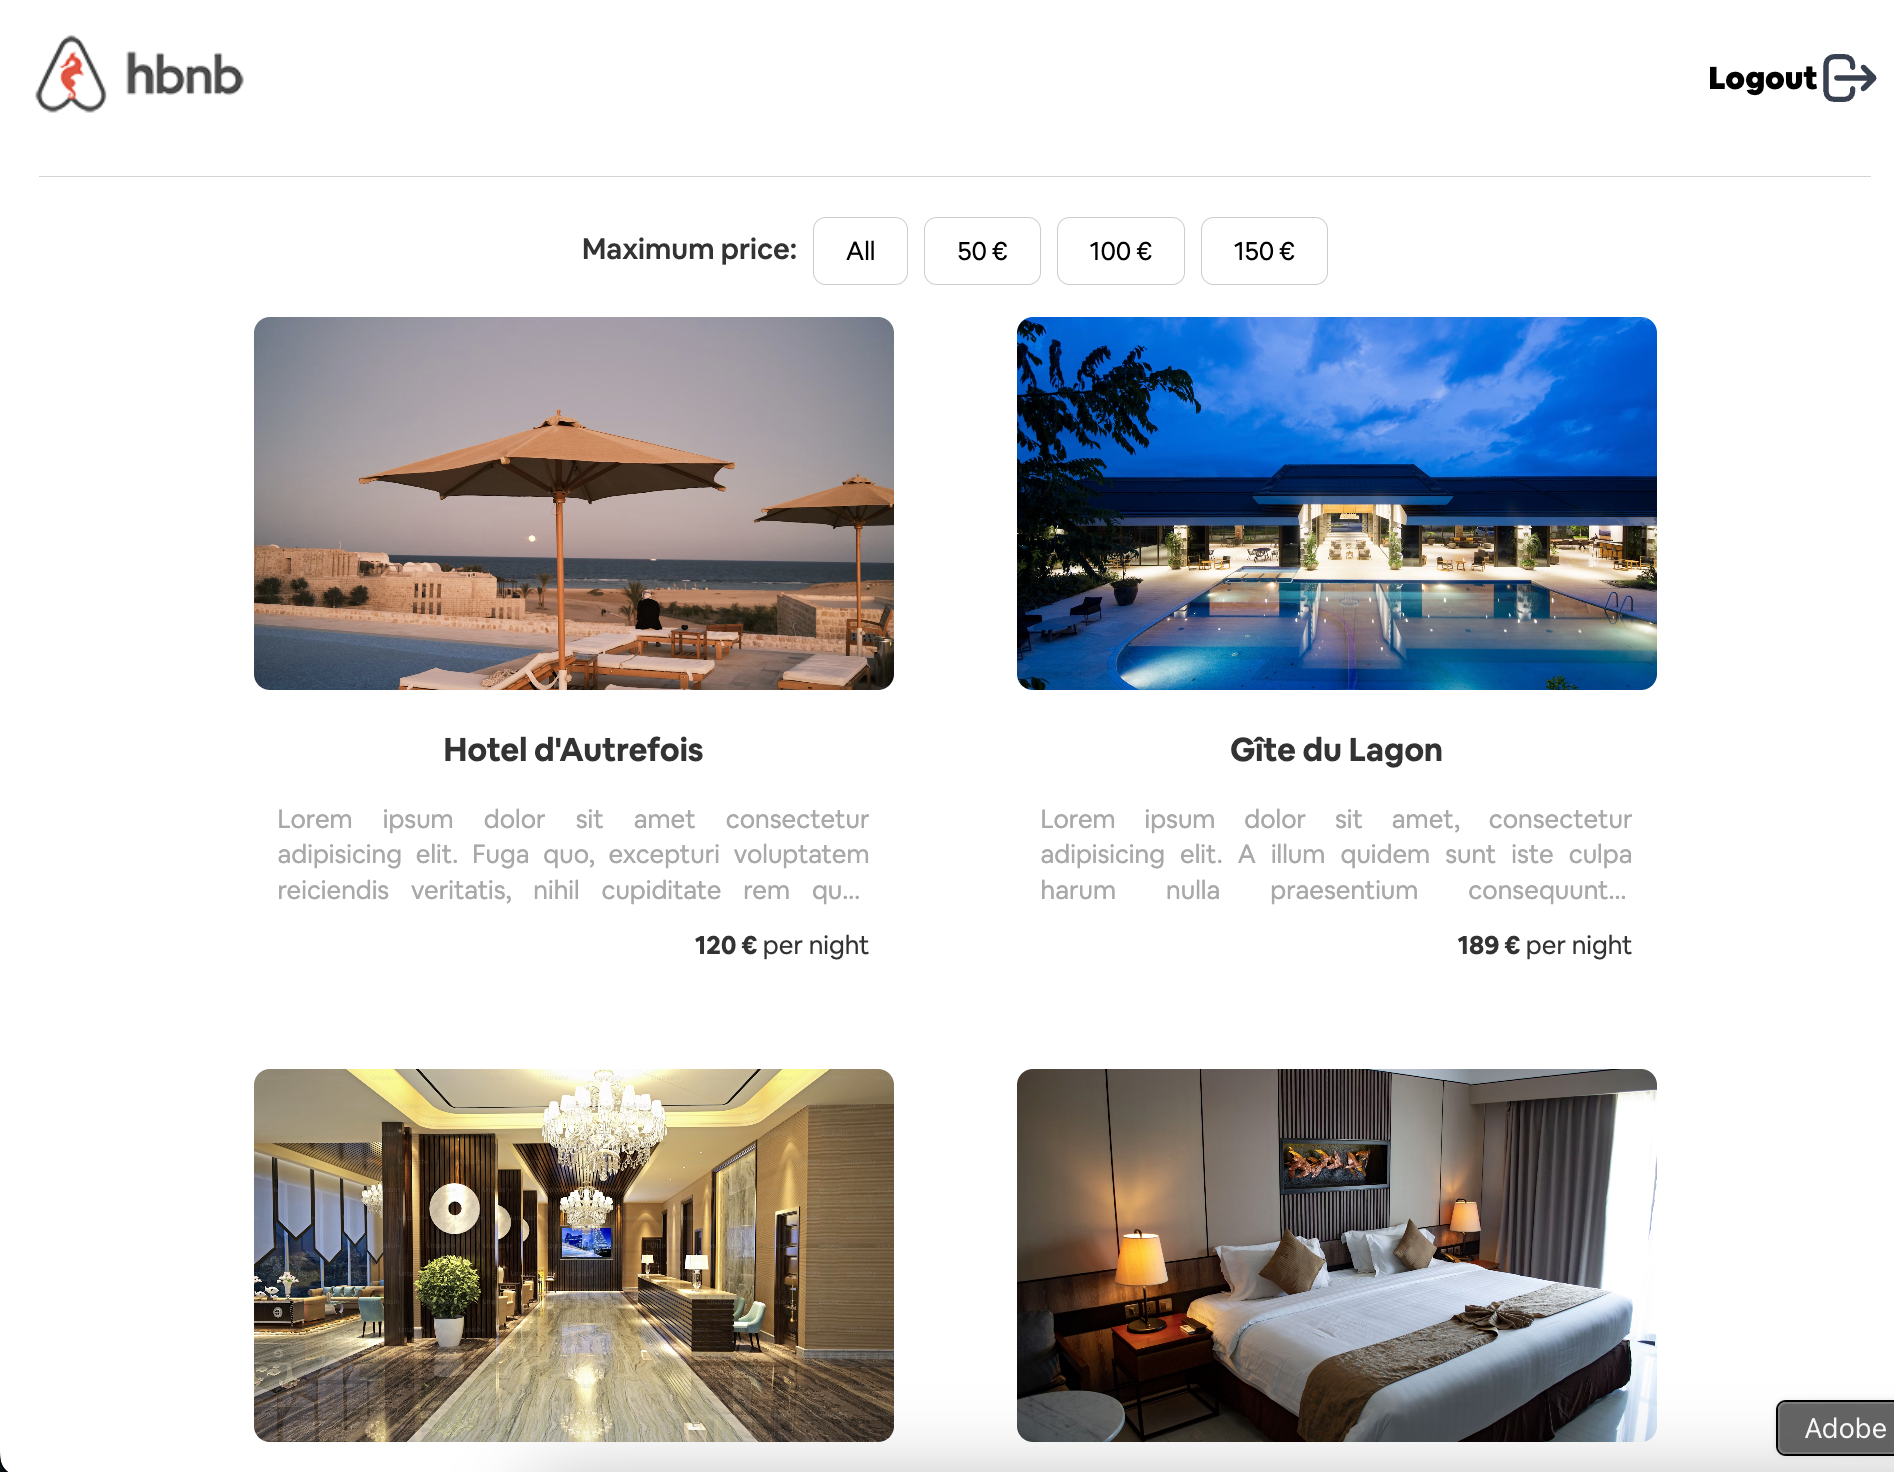 hbnb
Logout
Maximum price:
All
50 €
100 €
150 €
Hotel d'Autrefois
Lorem ipsum dolor sit amet consectetur
adipisicing elit. Fuga quo, excepturi voluptatem
reiciendis veritatis, nihil cupiditate rem qu...
120 € per night
Gîte du Lagon
Lorem ipsum dolor sit amet, consectetur
adipisicing elit. A illum quidem sunt iste culpa
harum nulla praesentium consequunt...
189 € per night
Adobe